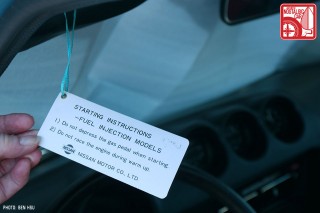 STARTING INSTRUCTIONS
-FUEL INJECTION MODELS
1) Do not depress the gas pedal when starting.
2) Do not race the engine during warm up.
NISSAN MOTOR CO., LTD.
PHOTO: BEN HSU